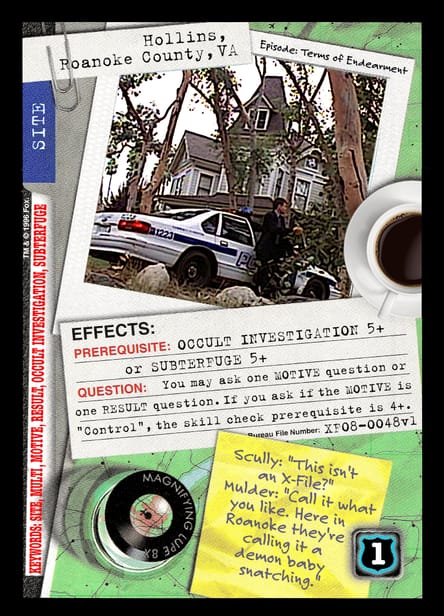 Hollins,
Roanoke County, VA
Episode: Terms of Endearment
SITE
TM & © 1996 Fox.
KEYWORDS: SITE, MULTI, MOTIVE, RESULT, OCCULT INVESTIGATION, SUBTERFUGE
1223
EFFECTS:
PREREQUISITE: OCCULT INVESTIGATION 5+
or SUBTERFUGE 5+
QUESTION: You may ask one MOTIVE question or
one RESULT question. If you ask if the MOTIVE is
"Control", the skill check prerequisite is 4+.
Bureau File Number: XF08-0048v1
MAGNIFYING LUPE 8X
Scully: "This isn't
an X-File?"
Mulder: "Call it what
you like. Here in
Roanoke they're
calling it a
demon baby
snatching."
1